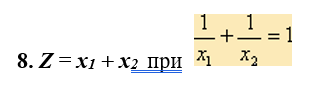 8. Z = x₁ + x₂ при 1/x₁ + 1/x₂ = 1